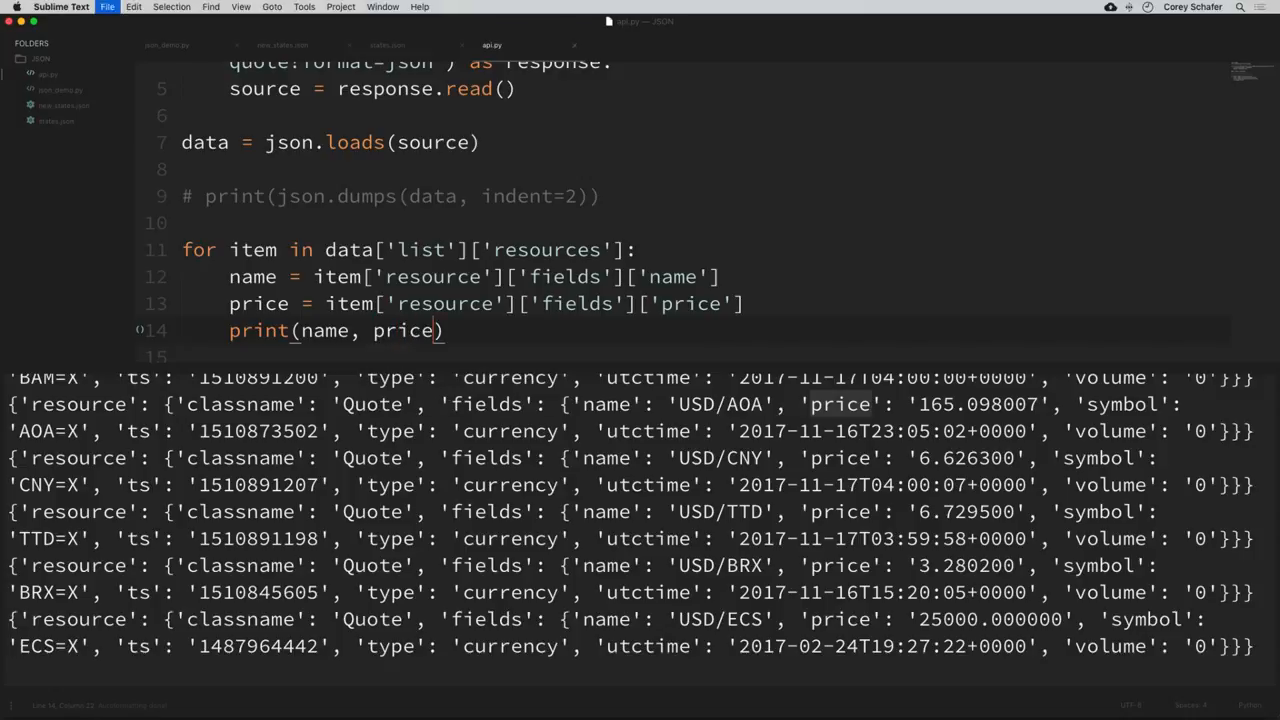 Sublime Text File Edit Selection Find View Goto Tools Project Window Help Corey Schafer
api.py — JSON
FOLDERS
JSON
api.py
json_demo.py
new_states.json
states.json
json_demo.py new_states.json states.json api.py
quote?format=json") as response:
5 source = response.read()
6
7 data = json.loads(source)
8
9 # print(json.dumps(data, indent=2))
10
11 for item in data['list']['resources']:
12 name = item['resource']['fields']['name']
13 price = item['resource']['fields']['price']
14 print(name, price)
15
'BAM=X', 'ts': '1510891200', 'type': 'currency', 'utctime': '2017-11-17T04:00:00+0000', 'volume': '0'}}}
{'resource': {'classname': 'Quote', 'fields': {'name': 'USD/AOA', 'price': '165.098007', 'symbol':
'AOA=X', 'ts': '1510873502', 'type': 'currency', 'utctime': '2017-11-16T23:05:02+0000', 'volume': '0'}}}
{'resource': {'classname': 'Quote', 'fields': {'name': 'USD/CNY', 'price': '6.626300', 'symbol':
'CNY=X', 'ts': '1510891207', 'type': 'currency', 'utctime': '2017-11-17T04:00:07+0000', 'volume': '0'}}}
{'resource': {'classname': 'Quote', 'fields': {'name': 'USD/TTD', 'price': '6.729500', 'symbol':
'TTD=X', 'ts': '1510891198', 'type': 'currency', 'utctime': '2017-11-17T03:59:58+0000', 'volume': '0'}}}
{'resource': {'classname': 'Quote', 'fields': {'name': 'USD/BRX', 'price': '3.280200', 'symbol':
'BRX=X', 'ts': '1510845605', 'type': 'currency', 'utctime': '2017-11-16T15:20:05+0000', 'volume': '0'}}}
{'resource': {'classname': 'Quote', 'fields': {'name': 'USD/ECS', 'price': '25000.000000', 'symbol':
'ECS=X', 'ts': '1487964442', 'type': 'currency', 'utctime': '2017-02-24T19:27:22+0000', 'volume': '0'}}}
Line 14, Column 22 UTF-8 Spaces: 4 Python